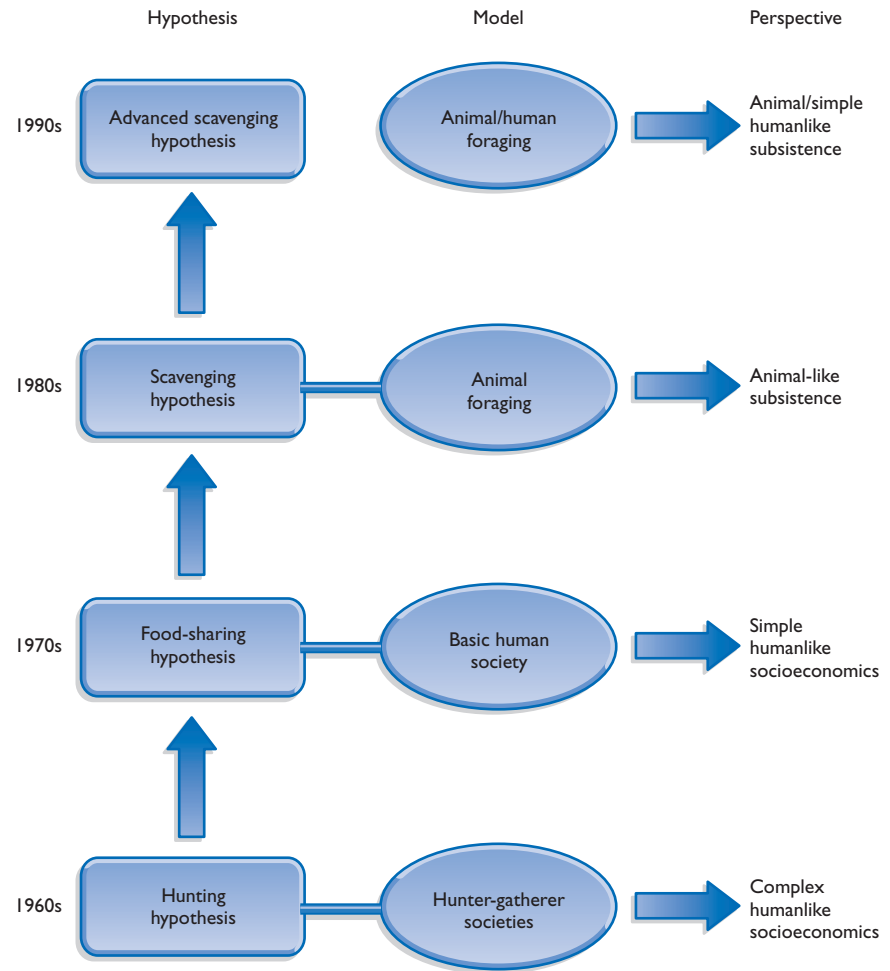 Hypothesis
Model
Perspective
1990s
Advanced scavenging
hypothesis
Animal/human
foraging
Animal/simple
humanlike
subsistence
1980s
Scavenging
hypothesis
Animal
foraging
Animal-like
subsistence
1970s
Food-sharing
hypothesis
Basic human
society
Simple
humanlike
socioeconomics
1960s
Hunting
hypothesis
Hunter-gatherer
societies
Complex
humanlike
socioeconomics